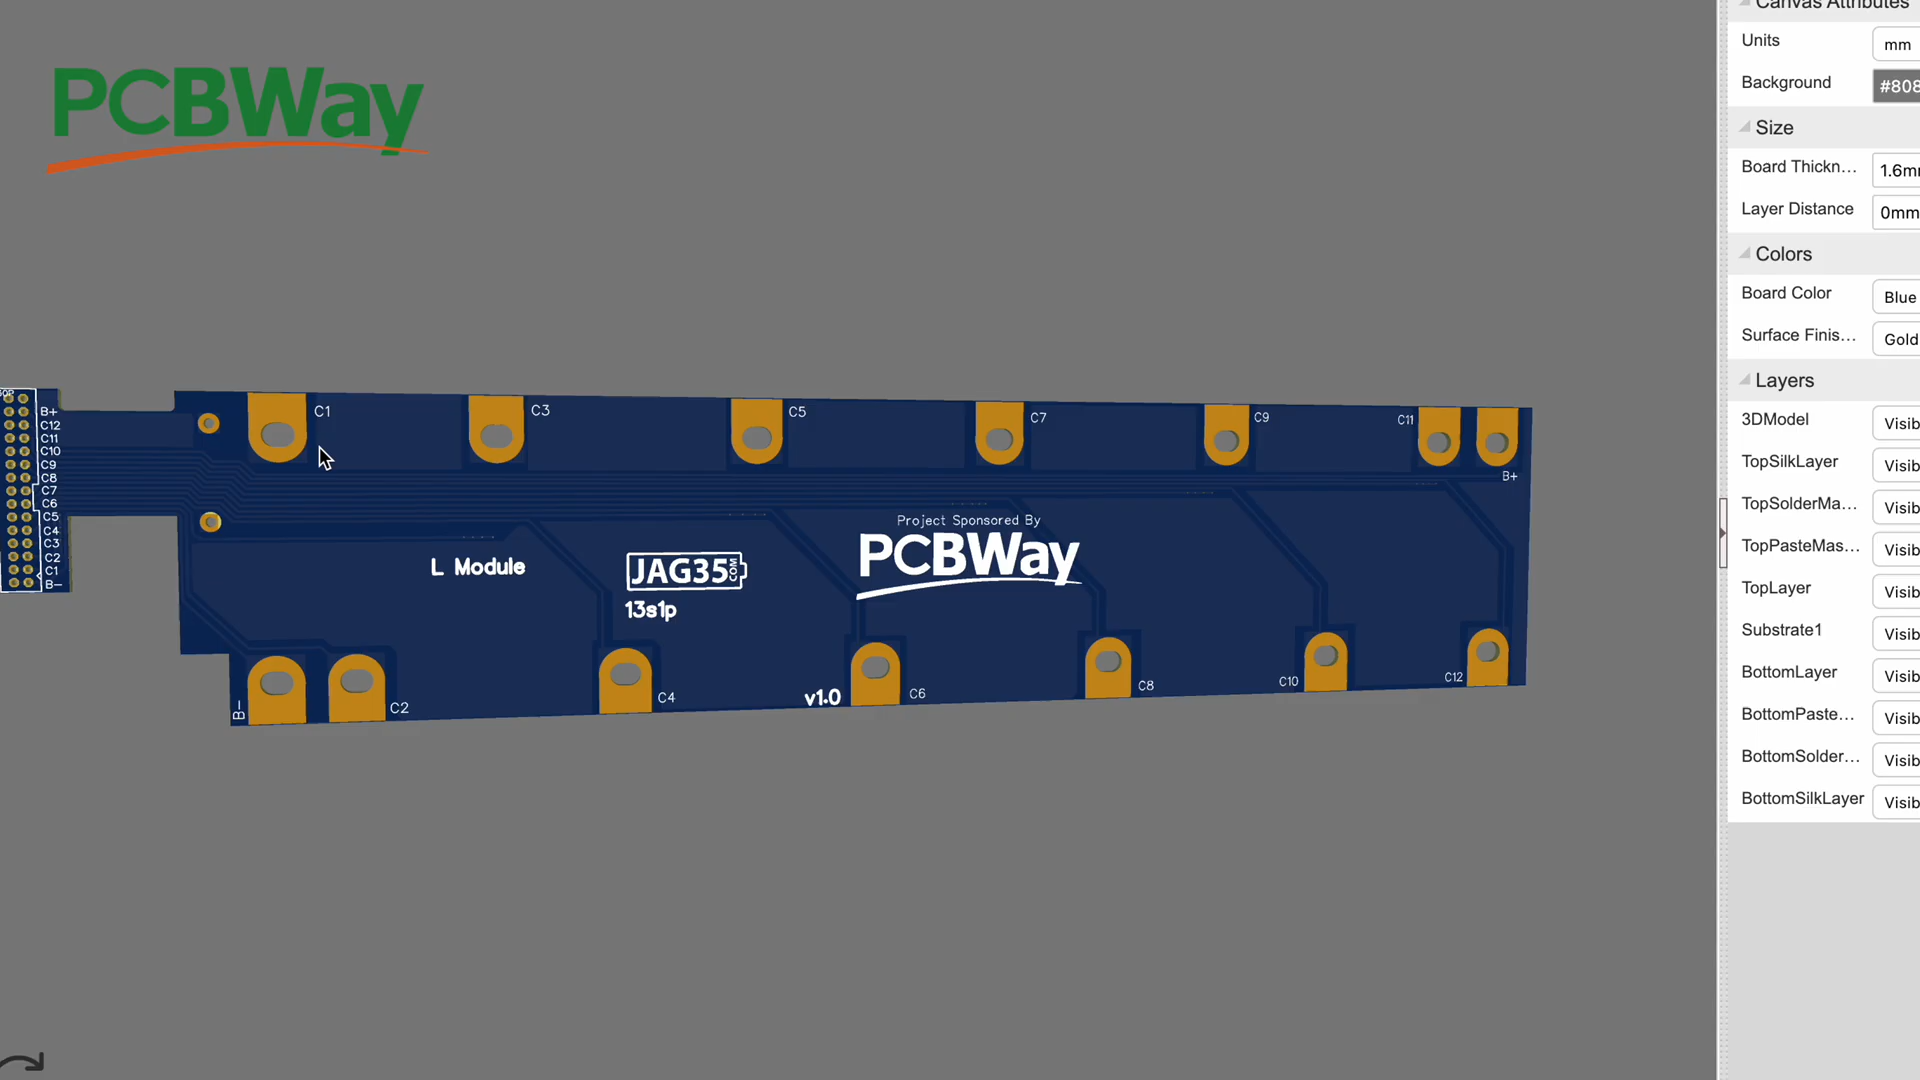 PCBWay
Canvas Attributes
Units
mm
Background
#808
Size
Board Thickn...
1.6mm
Layer Distance
0mm
Colors
Board Color
Blue
Surface Finis...
Gold
Layers
3DModel
Visib
TopSilkLayer
Visib
TopSolderMa...
Visib
TopPasteMas...
Visib
TopLayer
Visib
Substrate1
Visib
BottomLayer
Visib
BottomPaste...
Visib
BottomSolder...
Visib
BottomSilkLayer
Visib
B+
C12
C11
C10
C9
C8
C7
C6
C5
C4
C3
C2
C1
B-
C1
C3
C5
C7
C9
C11
B+
Project Sponsored By
PCBWay
L Module
JAG35.COM
13s1p
v1.0
B-
C2
C4
C6
C8
C10
C12